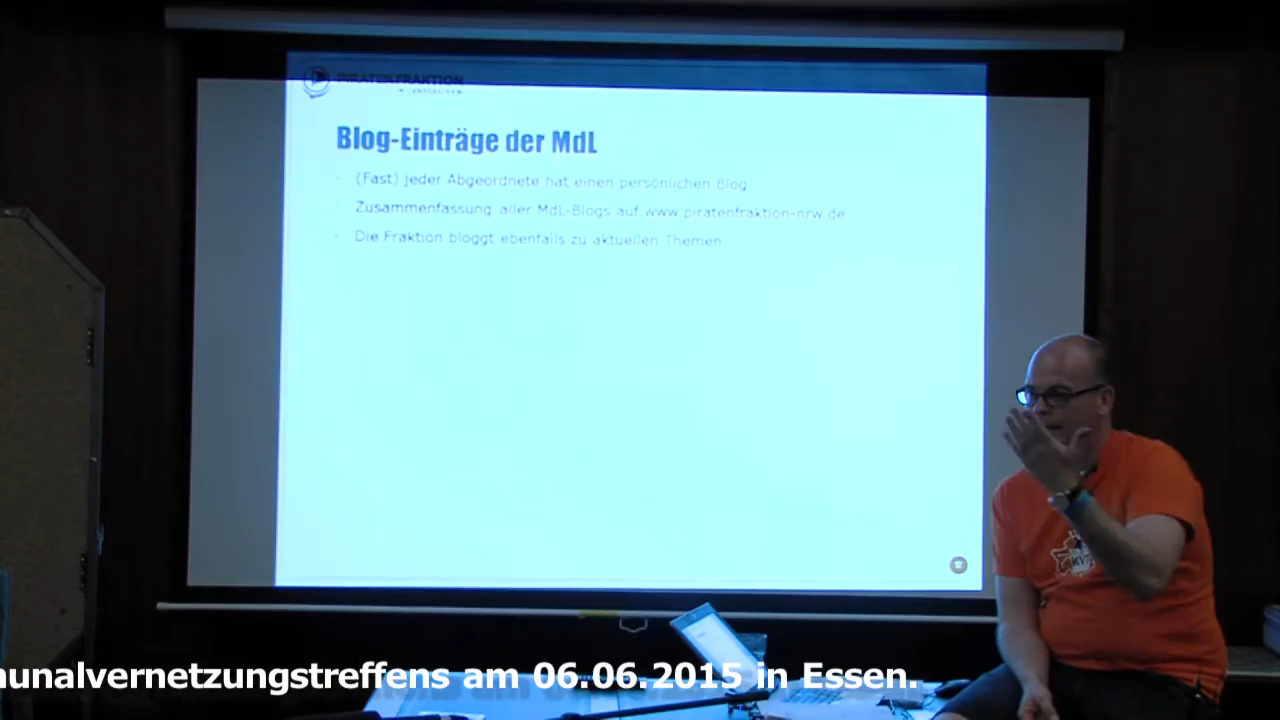 PIRATENFRAKTION
Blog-Einträge der MdL
- (Fast) jeder Abgeordnete hat einen persönlichen Blog
- Zusammenfassung aller MdL-Blogs auf www.piratenfraktion-nrw.de
- Die Fraktion bloggt ebenfalls zu aktuellen Themen
unalvernetzungstreffens am 06.06.2015 in Essen.